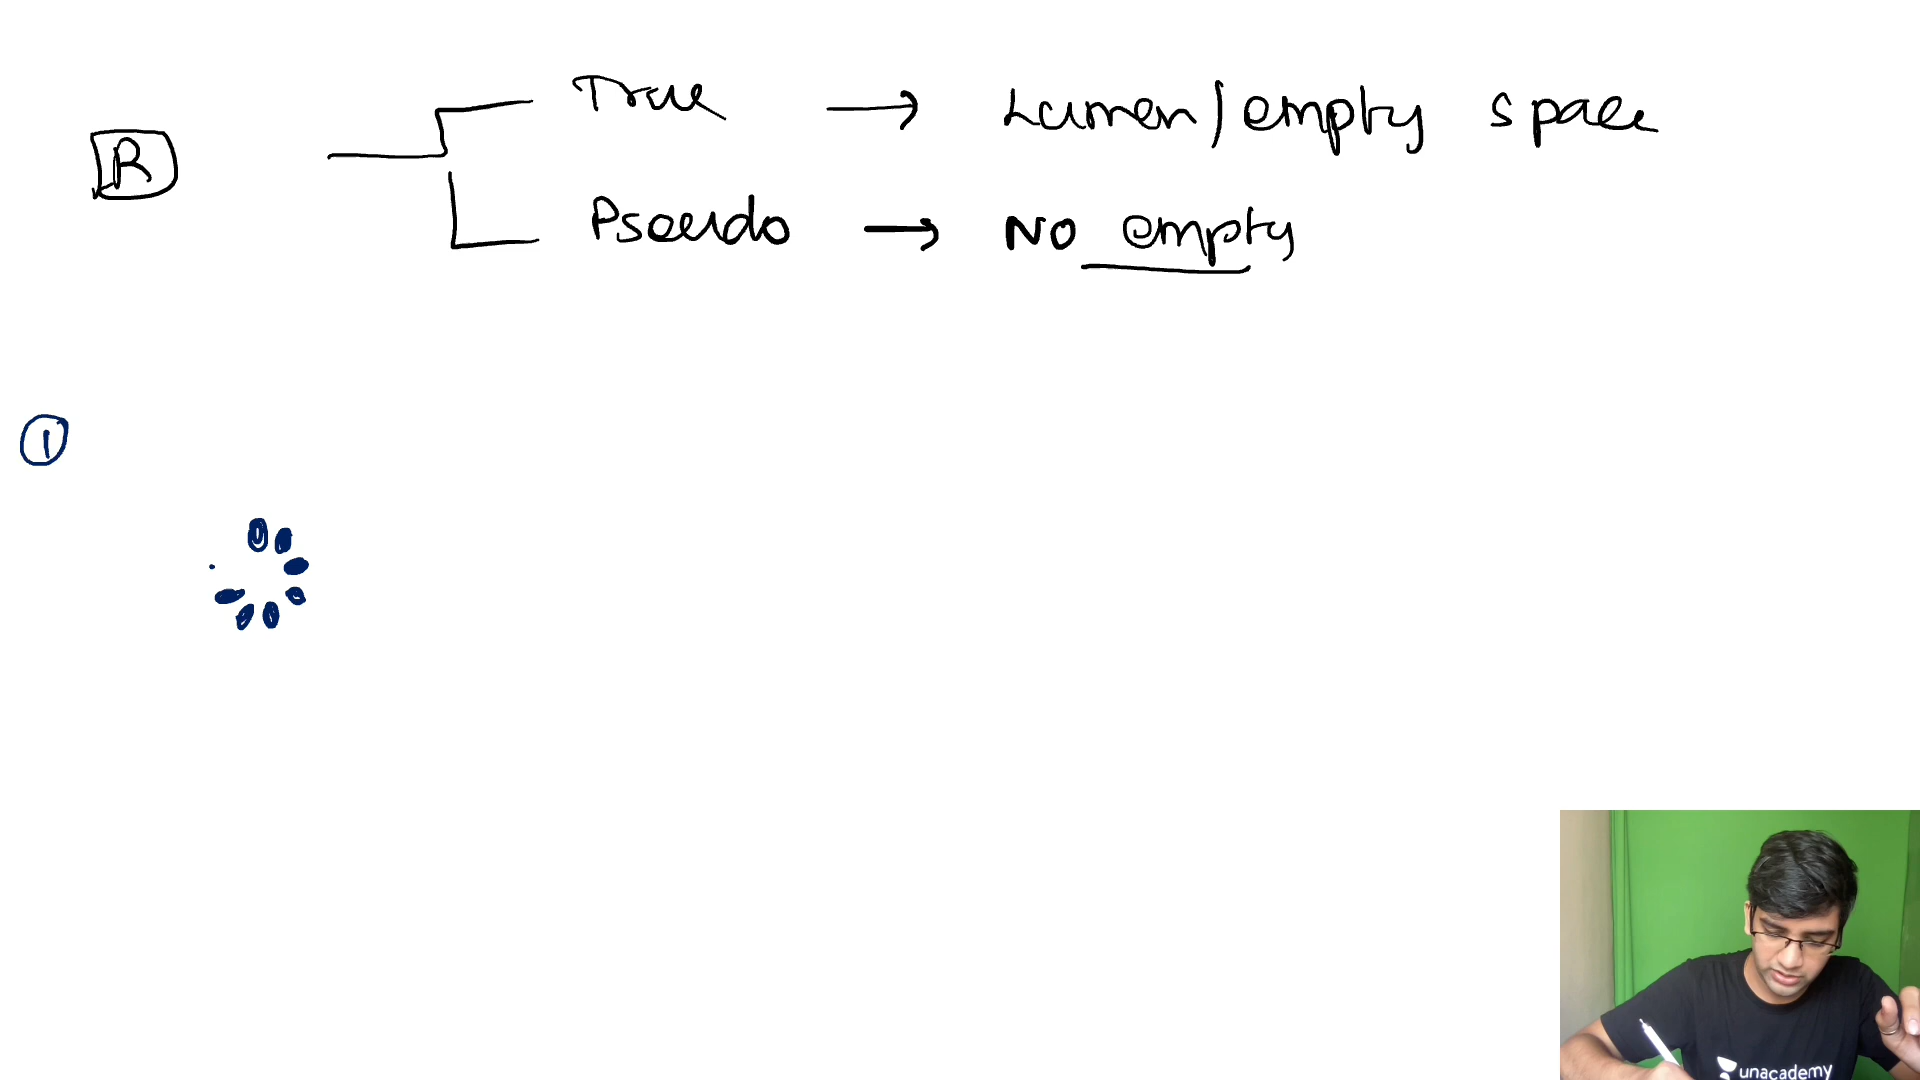 True → Lumen/empty space
R
Pseudo → NO empty
1
unacademy